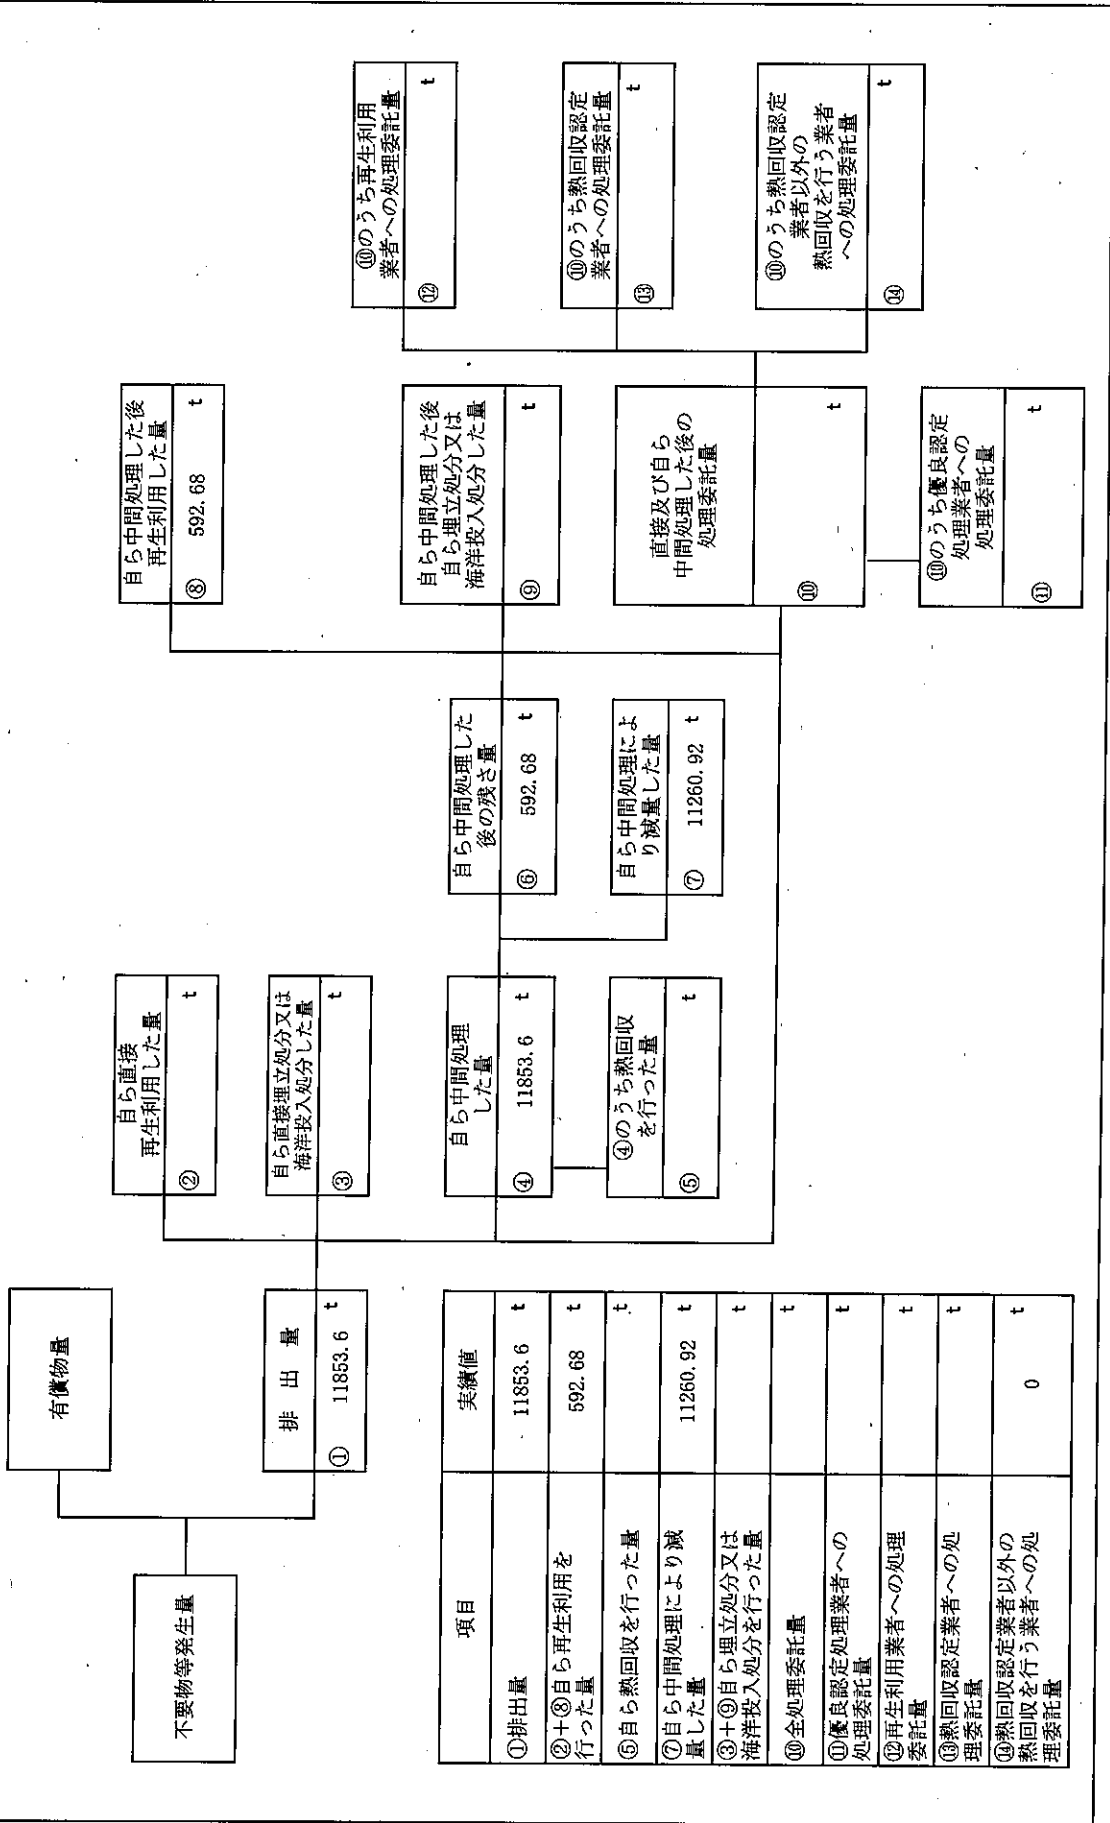 不要物等発生量
有償物量
排 出 量
① 11853.6 t
自ら直接
再生利用した量
② t
自ら直接埋立処分又は
海洋投入処分した量
③ t
自ら中間処理
した量
④ 11853.6 t
④のうち熱回収
を行った量
⑤ t
自ら中間処理した
後の残さ量
⑥ 592.68 t
自ら中間処理によ
り減量した量
⑦ 11260.92 t
自ら中間処理した後
再生利用した量
⑧ 592.68 t
自ら中間処理した後
自ら埋立処分又は
海洋投入処分した量
⑨ t
直接及び自ら
中間処理した後の
処理委託量
⑩ t
⑩のうち優良認定
処理業者への
処理委託量
⑪ t
⑩のうち再生利用
業者への処理委託量
⑫ t
⑩のうち熱回収認定
業者への処理委託量
⑬ t
⑩のうち熱回収認定
業者以外の
熱回収を行う業者
への処理委託量
⑭ t
項目 実績値
①排出量 11853.6 t
②+⑧自ら再生利用を
行った量 592.68 t
⑤自ら熱回収を行った量 t
⑦自ら中間処理により減
量した量 11260.92 t
③+⑨自ら埋立処分又は
海洋投入処分を行った量 t
⑩全処理委託量 t
⑪優良認定処理業者への
処理委託量 t
⑫再生利用業者への処理
委託量 t
⑬熱回収認定業者への処
理委託量 t
⑭熱回収認定業者以外の
熱回収を行う業者への処
理委託量 0 t